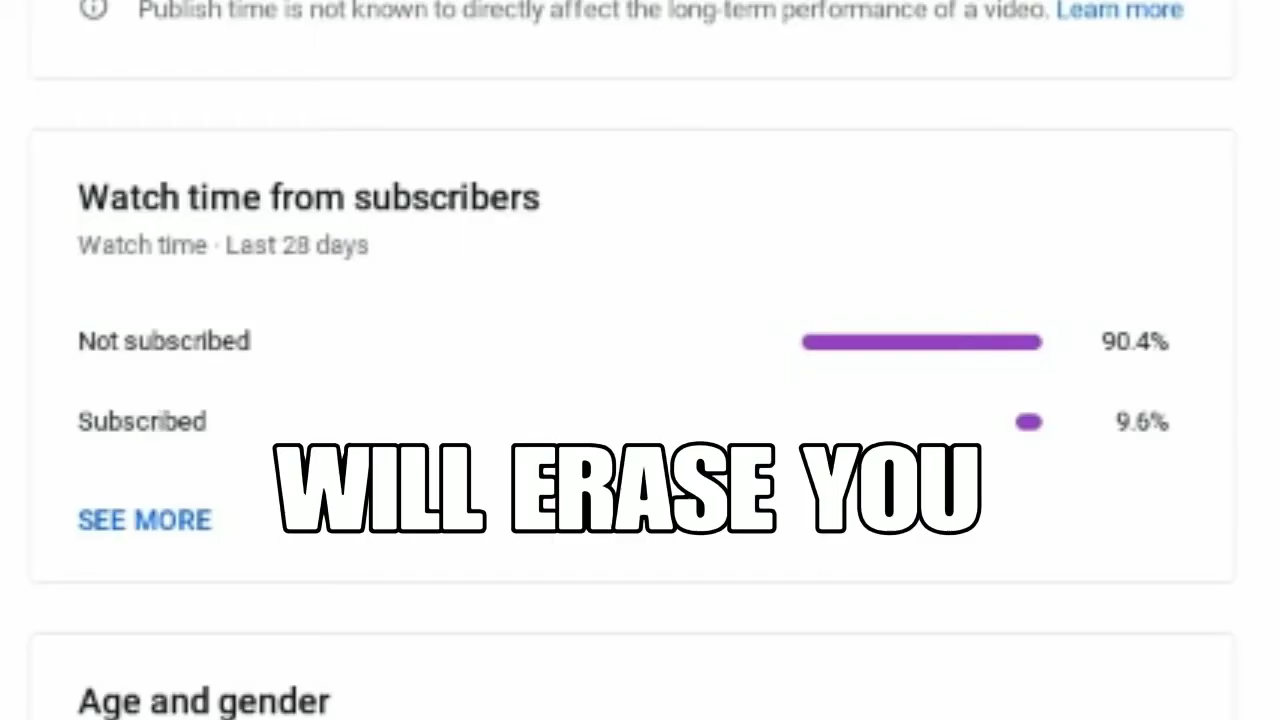 Publish time is not known to directly affect the long-term performance of a video. Learn more
Watch time from subscribers
Watch time · Last 28 days
Not subscribed 90.4%
Subscribed 9.6%
WILL ERASE YOU
SEE MORE
Age and gender